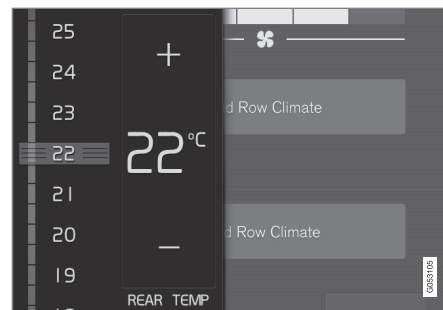 25
24
23
22
21
20
19
+
22°C
–
REAR TEMP
d Row Climate
d Row Climate
G053105